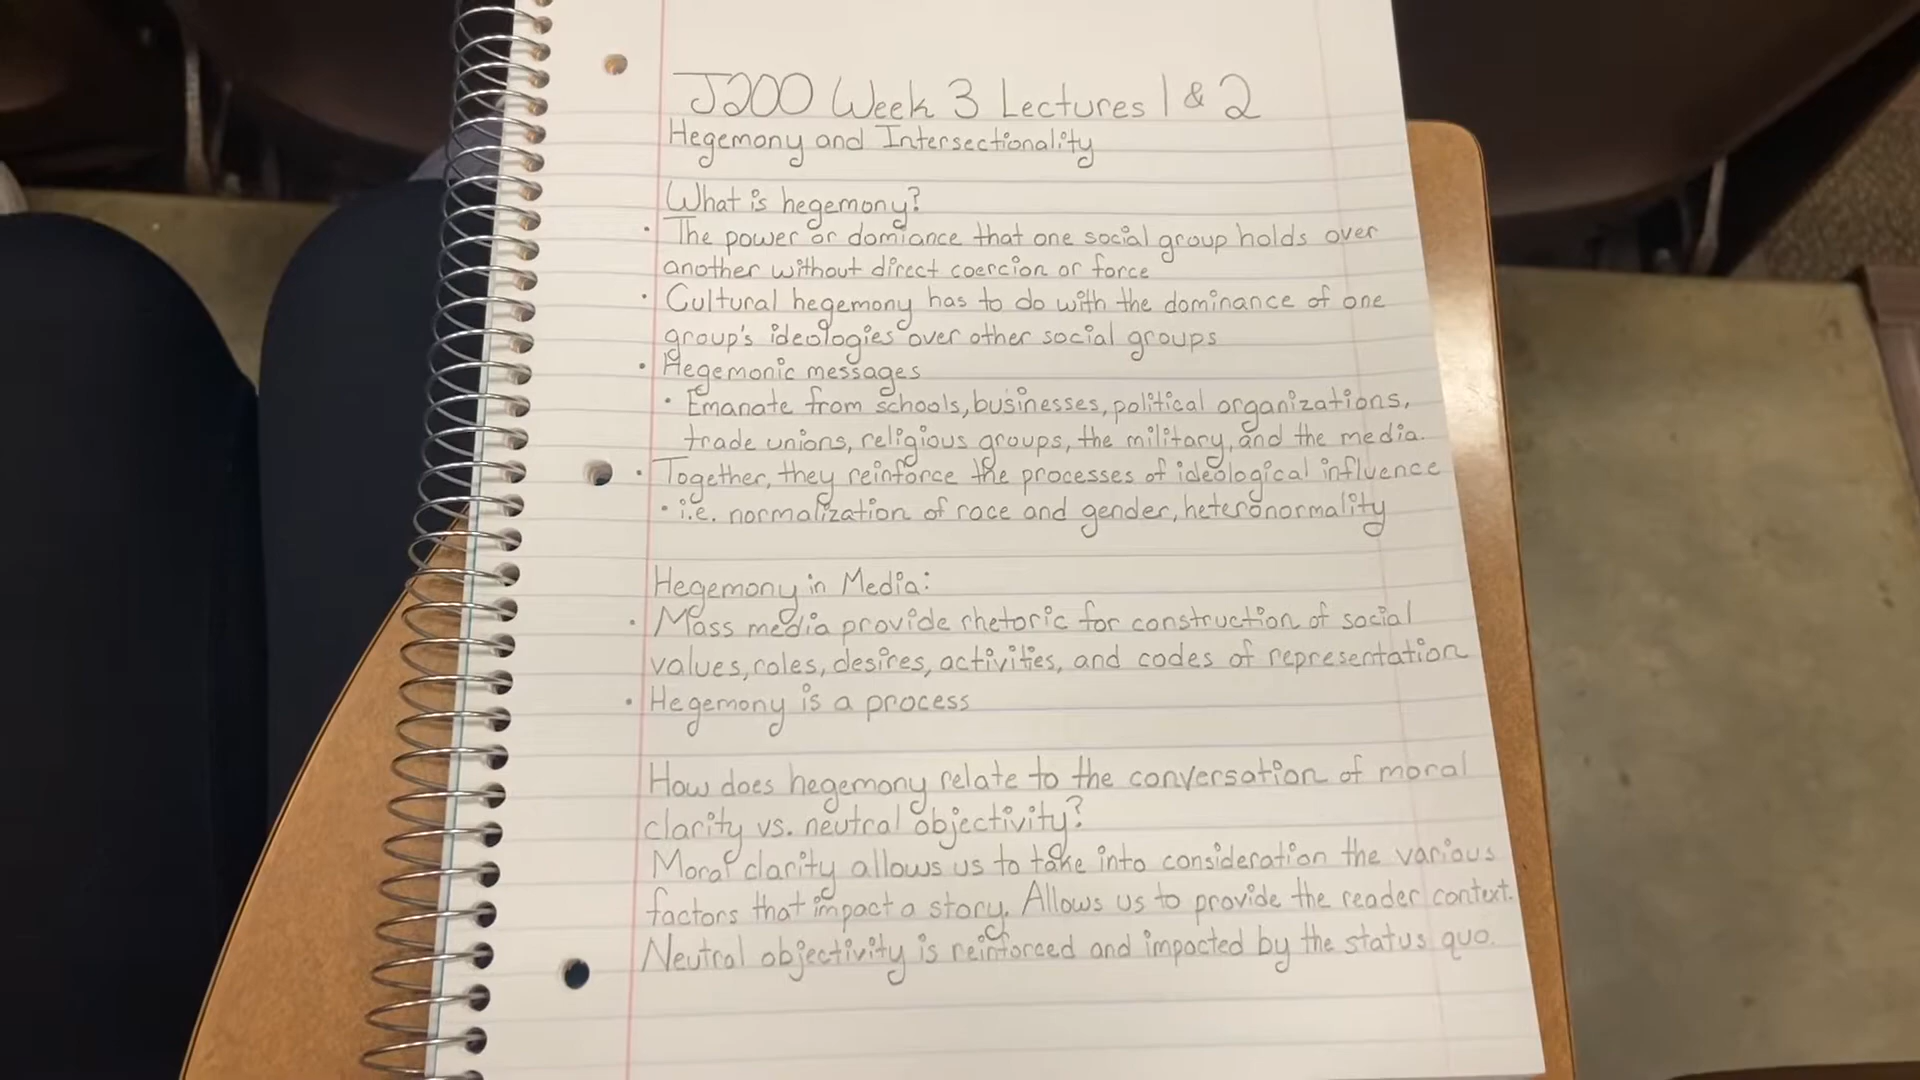 J200 Week 3 Lectures 1 & 2
Hegemony and Intersectionality
What is hegemony?
• The power or domiance that one social group holds over
another without direct coercion or force
• Cultural hegemony has to do with the dominance of one
group's ideologies over other social groups
• Hegemonic messages
• Emanate from schools, businesses, political organizations,
trade unions, religious groups, the military, and the media.
• Together, they reinforce the processes of ideological influence
• i.e. normalization of race and gender, heteronormality
Hegemony in Media:
• Mass media provide rhetoric for construction of social
values, roles, desires, activities, and codes of representation
• Hegemony is a process
How does hegemony relate to the conversation of moral
clarity vs. neutral objectivity?
Moral clarity allows us to take into consideration the various
factors that impact a story. Allows us to provide the reader context.
Neutral objectivity is reinforced and impacted by the status quo.